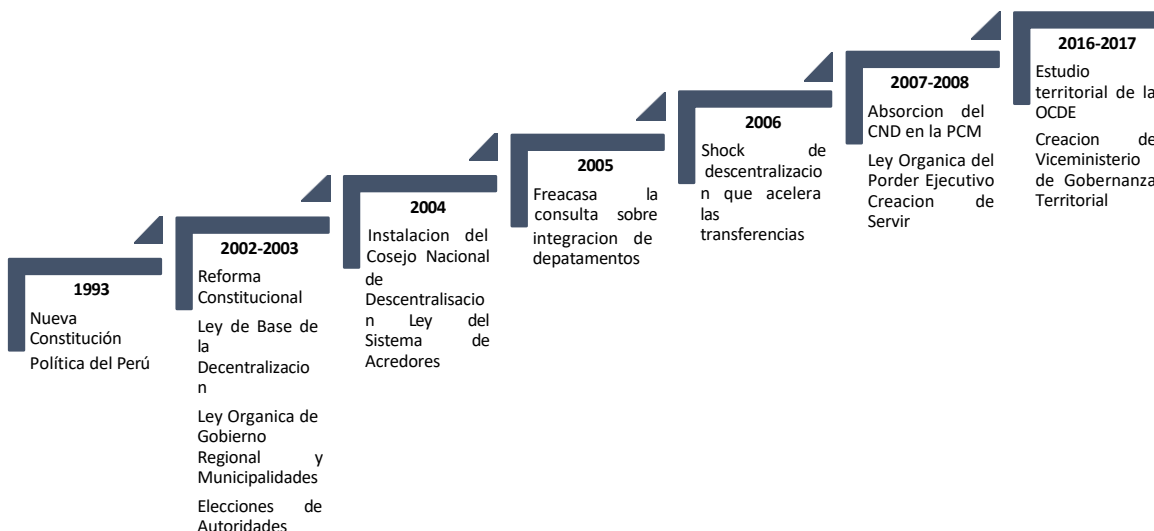 1993
Nueva
Constitución
Política del Perú
2002-2003
Reforma
Constitucional
Ley de Base de
la
Decentralizacio
n
Ley Organica de
Gobierno
Regional y
Municipalidades
Elecciones de
Autoridades
2004
Instalacion del
Cosejo Nacional
de
Descentralisacio
n Ley del
Sistema de
Acredores
2005
Freacasa la
consulta sobre
integracion de
depatamentos
2006
Shock de
descentralizacio
n que acelera
las
transferencias
2007-2008
Absorcion del
CND en la PCM
Ley Organica del
Porder Ejecutivo
Creacion de
Servir
2016-2017
Estudio
territorial de la
OCDE
Creacion de
Viceministerio
de Gobernanza
Territorial